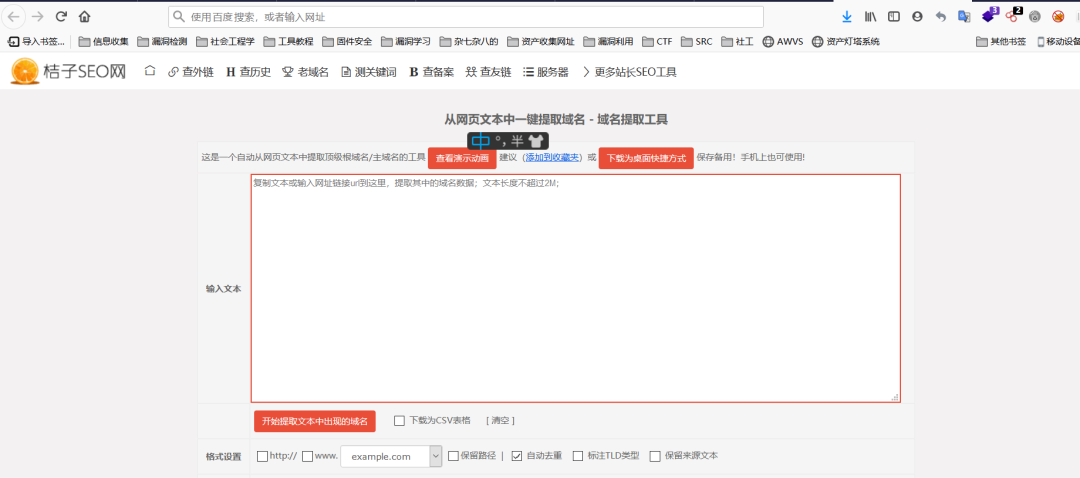 使用 百度 搜索，或者输入网址
3
2
导入书签... 信息收集 漏洞检测 社会工程学 工具教程 固件安全 漏洞学习 杂七杂八的 资产收集网址 漏洞利用 CTF SRC 社工 AWVS 资产灯塔系统 其他书签 移动设备
桔子SEO网 查外链 H 查历史 老域名 测关键词 B 查备案 查友链 服务器 更多站长SEO工具
从网页文本中一键提取域名 - 域名提取工具
中 °, 半
这是一个自动从网页文本中提取顶级根域名/主域名的工具 查看演示动画 建议（添加到收藏夹）或 下载为桌面快捷方式 保存备用！手机上也可使用!
复制文本或输入网址链接url到这里，提取其中的域名数据；文本长度不超过2M；
输入文本
开始提取文本中出现的域名 下载为CSV表格 [ 清空 ]
格式设置 http:// www. example.com 保留路径 | 自动去重 标注TLD类型 保留来源文本